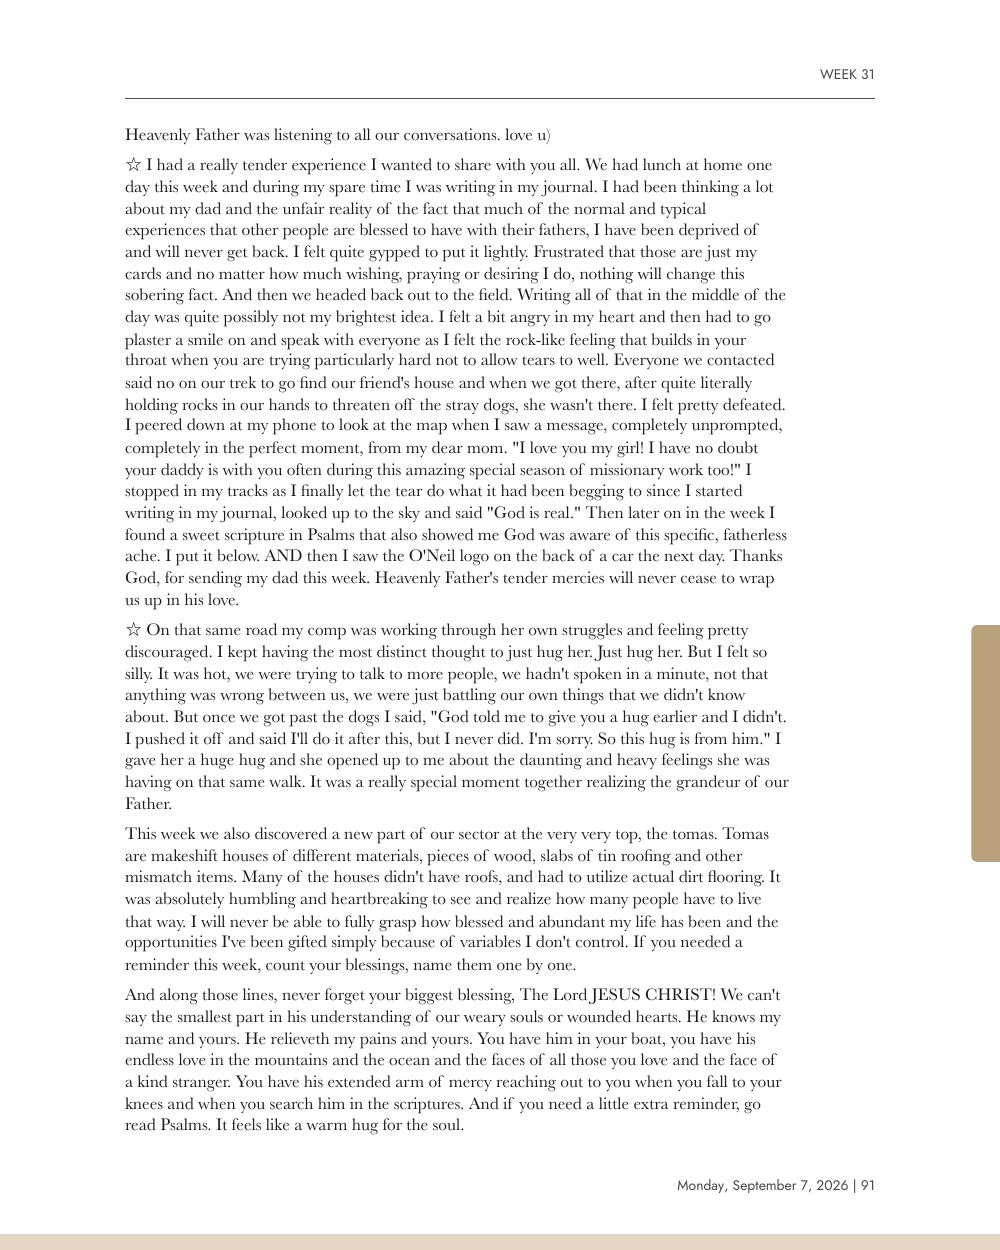 WEEK 31
Heavenly Father was listening to all our conversations. love u)
☆ I had a really tender experience I wanted to share with you all. We had lunch at home one
day this week and during my spare time I was writing in my journal. I had been thinking a lot
about my dad and the unfair reality of the fact that much of the normal and typical
experiences that other people are blessed to have with their fathers, I have been deprived of
and will never get back. I felt quite gypped to put it lightly. Frustrated that those are just my
cards and no matter how much wishing, praying or desiring I do, nothing will change this
sobering fact. And then we headed back out to the field. Writing all of that in the middle of the
day was quite possibly not my brightest idea. I felt a bit angry in my heart and then had to go
plaster a smile on and speak with everyone as I felt the rock-like feeling that builds in your
throat when you are trying particularly hard not to allow tears to well. Everyone we contacted
said no on our trek to go find our friend's house and when we got there, after quite literally
holding rocks in our hands to threaten off the stray dogs, she wasn't there. I felt pretty defeated.
I peered down at my phone to look at the map when I saw a message, completely unprompted,
completely in the perfect moment, from my dear mom. "I love you my girl! I have no doubt
your daddy is with you often during this amazing special season of missionary work too!" I
stopped in my tracks as I finally let the tear do what it had been begging to since I started
writing in my journal, looked up to the sky and said "God is real." Then later on in the week I
found a sweet scripture in Psalms that also showed me God was aware of this specific, fatherless
ache. I put it below. AND then I saw the O'Neil logo on the back of a car the next day. Thanks
God, for sending my dad this week. Heavenly Father's tender mercies will never cease to wrap
us up in his love.
☆ On that same road my comp was working through her own struggles and feeling pretty
discouraged. I kept having the most distinct thought to just hug her. Just hug her. But I felt so
silly. It was hot, we were trying to talk to more people, we hadn't spoken in a minute, not that
anything was wrong between us, we were just battling our own things that we didn't know
about. But once we got past the dogs I said, "God told me to give you a hug earlier and I didn't.
I pushed it off and said I'll do it after this, but I never did. I'm sorry. So this hug is from him." I
gave her a huge hug and she opened up to me about the daunting and heavy feelings she was
having on that same walk. It was a really special moment together realizing the grandeur of our
Father.
This week we also discovered a new part of our sector at the very very top, the tomas. Tomas
are makeshift houses of different materials, pieces of wood, slabs of tin roofing and other
mismatch items. Many of the houses didn't have roofs, and had to utilize actual dirt flooring. It
was absolutely humbling and heartbreaking to see and realize how many people have to live
that way. I will never be able to fully grasp how blessed and abundant my life has been and the
opportunities I've been gifted simply because of variables I don't control. If you needed a
reminder this week, count your blessings, name them one by one.
And along those lines, never forget your biggest blessing, The Lord JESUS CHRIST! We can't
say the smallest part in his understanding of our weary souls or wounded hearts. He knows my
name and yours. He relieveth my pains and yours. You have him in your boat, you have his
endless love in the mountains and the ocean and the faces of all those you love and the face of
a kind stranger. You have his extended arm of mercy reaching out to you when you fall to your
knees and when you search him in the scriptures. And if you need a little extra reminder, go
read Psalms. It feels like a warm hug for the soul.
Monday, September 7, 2026 | 91